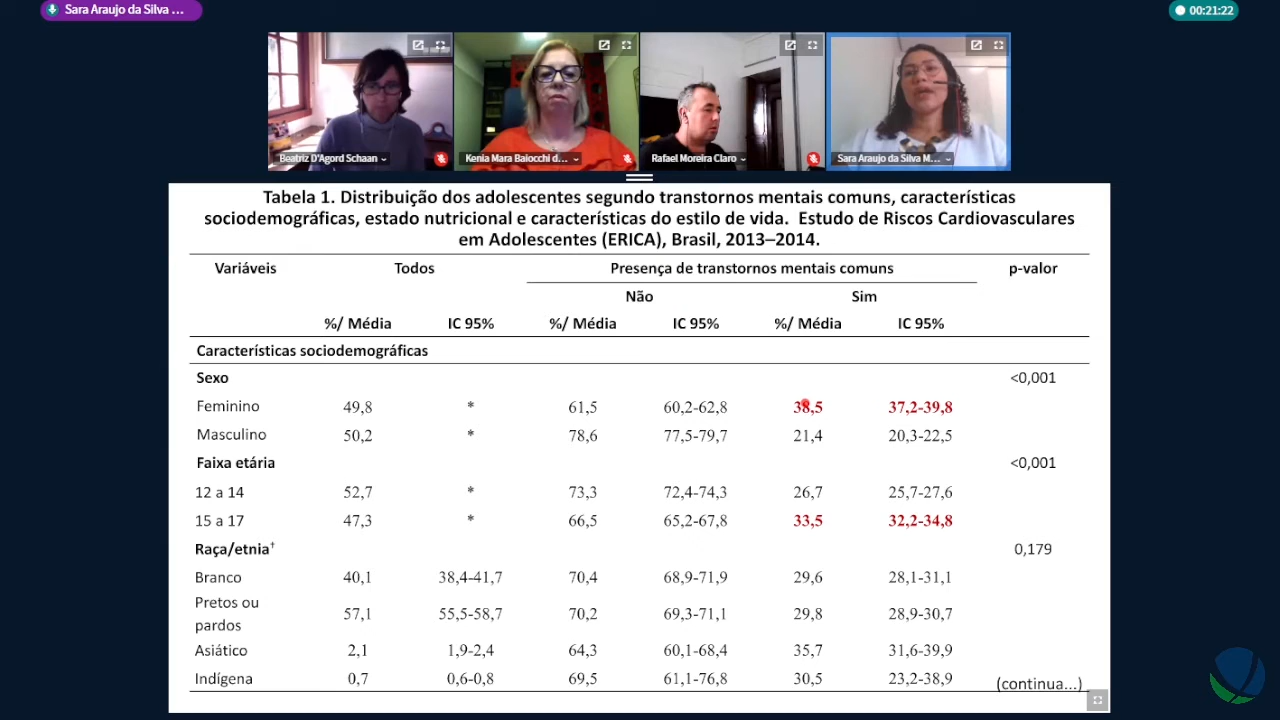 Sara Araujo da Silva ...
00:21:22
Beatriz D'Agord Schaan
Kenia Mara Baiocchi d...
Rafael Moreira Claro
Sara Araujo da Silva M...
Tabela 1. Distribuição dos adolescentes segundo transtornos mentais comuns, características
sociodemográficas, estado nutricional e características do estilo de vida. Estudo de Riscos Cardiovasculares
em Adolescentes (ERICA), Brasil, 2013–2014.
Variáveis Todos Presença de transtornos mentais comuns p-valor
Não Sim
%/ Média IC 95% %/ Média IC 95% %/ Média IC 95%
Características sociodemográficas
Sexo <0,001
Feminino 49,8 * 61,5 60,2-62,8 38,5 37,2-39,8
Masculino 50,2 * 78,6 77,5-79,7 21,4 20,3-22,5
Faixa etária <0,001
12 a 14 52,7 * 73,3 72,4-74,3 26,7 25,7-27,6
15 a 17 47,3 * 66,5 65,2-67,8 33,5 32,2-34,8
Raça/etnia† 0,179
Branco 40,1 38,4-41,7 70,4 68,9-71,9 29,6 28,1-31,1
Pretos ou
pardos 57,1 55,5-58,7 70,2 69,3-71,1 29,8 28,9-30,7
Asiático 2,1 1,9-2,4 64,3 60,1-68,4 35,7 31,6-39,9
Indígena 0,7 0,6-0,8 69,5 61,1-76,8 30,5 23,2-38,9
(continua...)